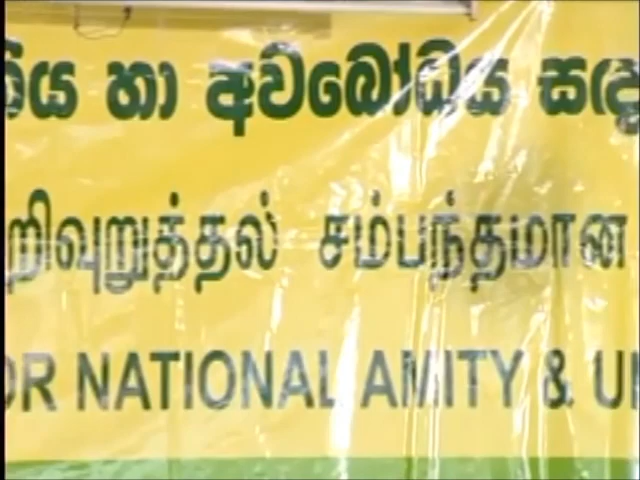 හා අවබෝධය සඳ
றிவுறுத்தல் சம்பந்தமான
OR NATIONAL AMITY & U